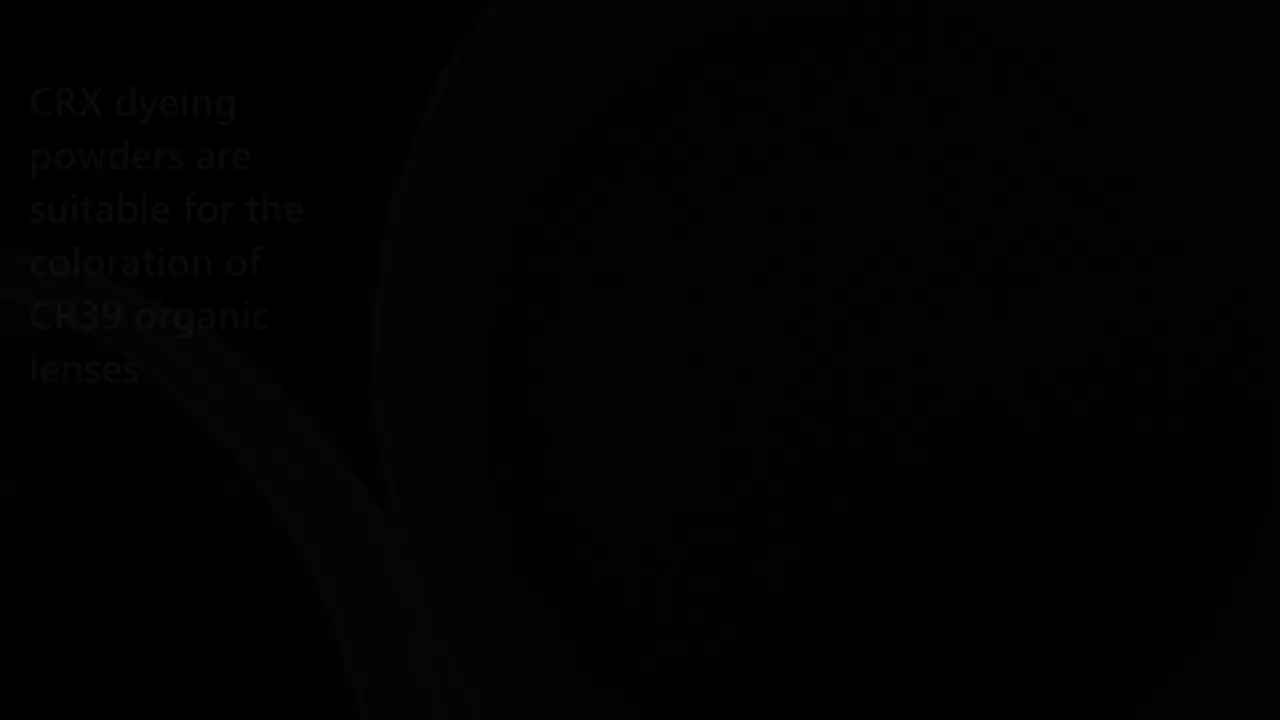 CRX dyeing
powders are
suitable for the
coloration of
CR39 organic
lenses